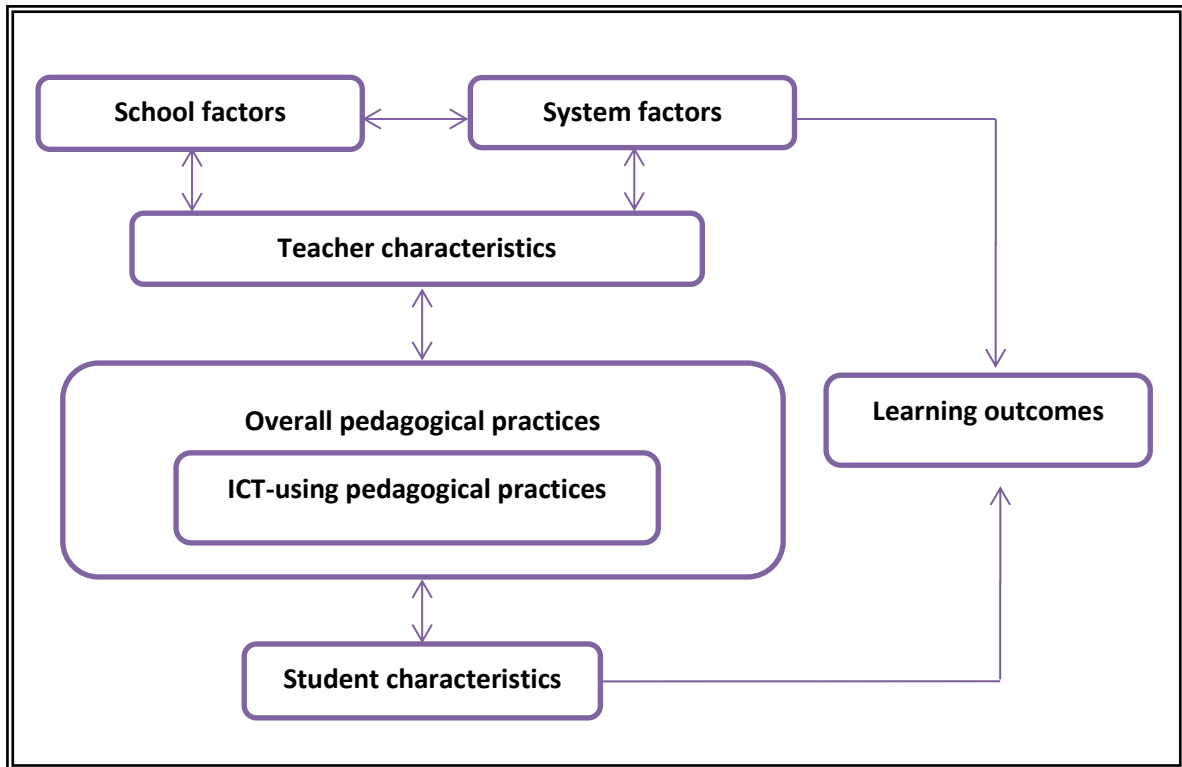 School factors
System factors
Teacher characteristics
Overall pedagogical practices
Learning outcomes
ICT-using pedagogical practices
Student characteristics